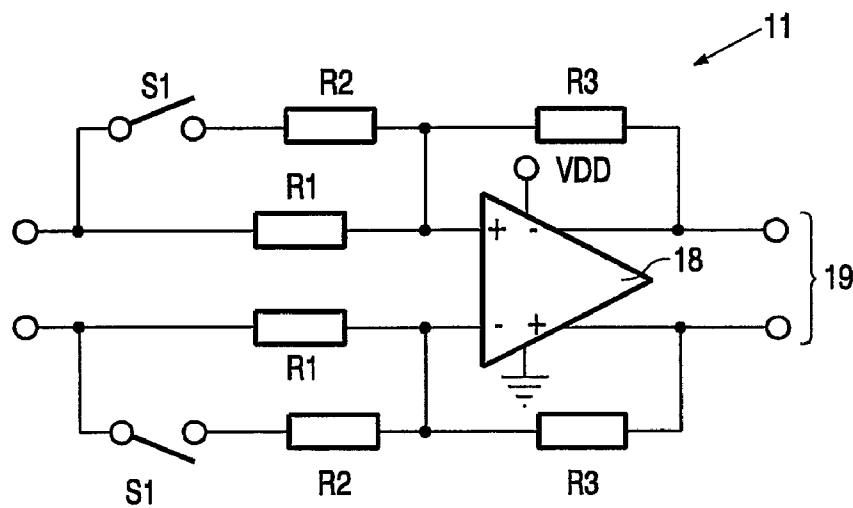 11
S1
R2
R3
VDD
R1
+
-
18
19
-
+
R1
S1
R2
R3